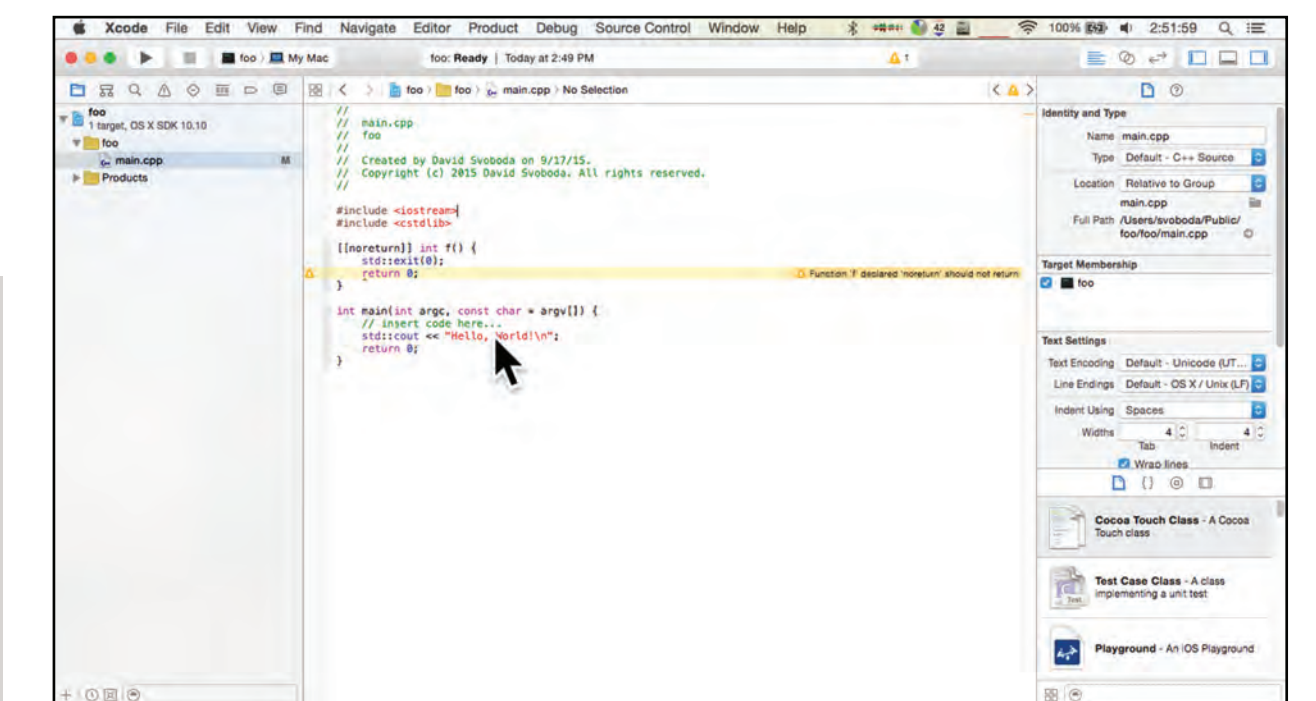 Xcode File Edit View Find Navigate Editor Product Debug Source Control Window Help 42 100% 2:51:59
foo My Mac foo: Ready | Today at 2:49 PM 1
foo foo main.cpp No Selection
foo
1 target, OS X SDK 10.10
foo
main.cpp M
Products
//
// main.cpp
// foo
//
// Created by David Svoboda on 9/17/15.
// Copyright (c) 2015 David Svoboda. All rights reserved.
//
#include <iostream>
#include <cstdlib>
[[noreturn]] int f() {
std::exit(0);
return 0; Function 'f' declared 'noreturn' should not return
}
int main(int argc, const char * argv[]) {
// insert code here...
std::cout << "Hello, World!\n";
return 0;
}
Identity and Type
Name main.cpp
Type Default - C++ Source
Location Relative to Group
main.cpp
Full Path /Users/svoboda/Public/
foo/foo/main.cpp
Target Membership
foo
Text Settings
Text Encoding Default - Unicode (UT...
Line Endings Default - OS X / Unix (LF)
Indent Using Spaces
Widths 4 4
Tab Indent
Wrap lines
{}
Cocoa Touch Class - A Cocoa
Touch class
Test Case Class - A class
implementing a unit test
Test
Playground - An iOS Playground